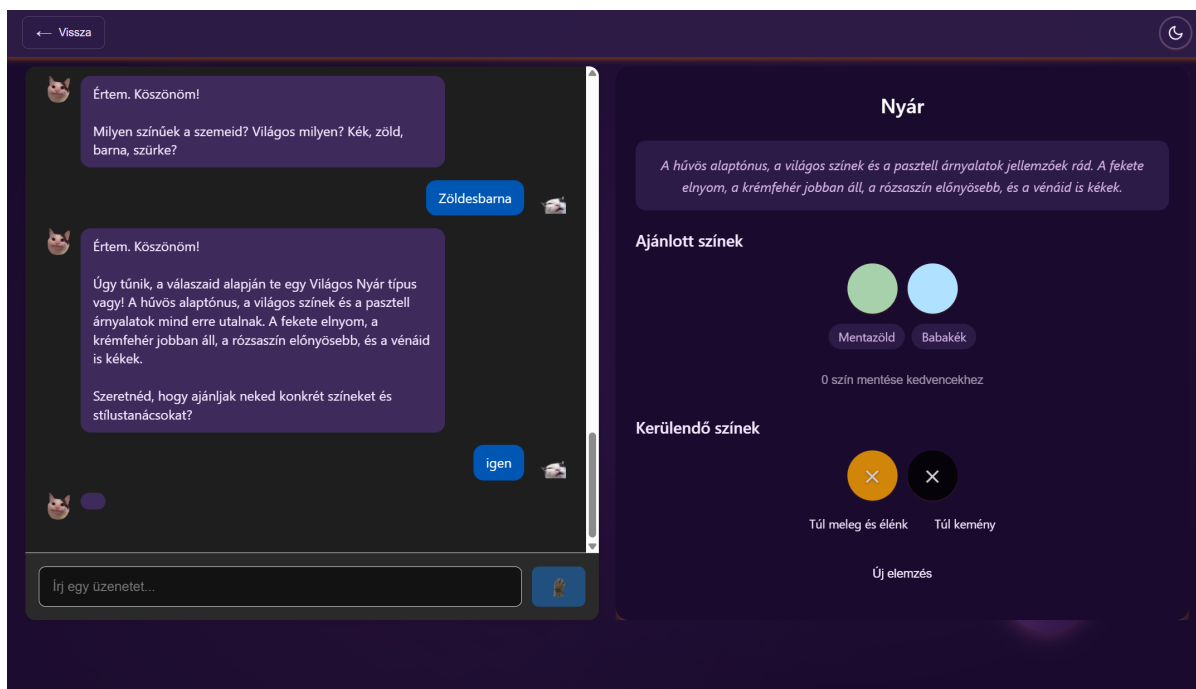 ← Vissza
Értem. Köszönöm!
Milyen színűek a szemeid? Világos milyen? Kék, zöld,
barna, szürke?
Zöldesbarna
Értem. Köszönöm!
Úgy tűnik, a válaszaid alapján te egy Világos Nyár típus
vagy! A hűvös alaptónus, a világos színek és a pasztell
árnyalatok mind erre utalnak. A fekete elnyom, a
krémfehér jobban áll, a rózsaszín előnyösebb, és a vénáid
is kékek.
Szeretnéd, hogy ajánljak neked konkrét színeket és
stílustanácsokat?
igen
Írj egy üzenetet...
Nyár
A hűvös alaptónus, a világos színek és a pasztell árnyalatok jellemzőek rád. A fekete
elnyom, a krémfehér jobban áll, a rózsaszín előnyösebb, és a vénáid is kékek.
Ajánlott színek
Mentazöld Babakék
0 szín mentése kedvencekhez
Kerülendő színek
Túl meleg és élénk Túl kemény
Új elemzés